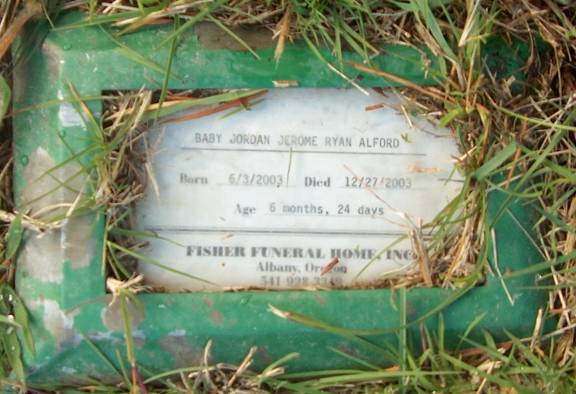 BABY JORDAN JEROME RYAN ALFORD
Born 6/3/2003 Died 12/27/2003
Age 6 months, 24 days
FISHER FUNERAL HOME, INC.
Albany, Oregon
541